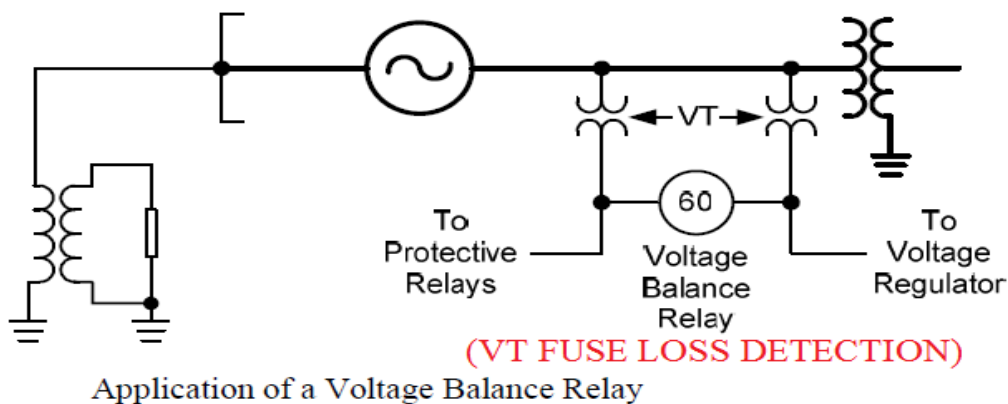 VT
60
To
Protective
Relays
Voltage
Balance
Relay
To
Voltage
Regulator
(VT FUSE LOSS DETECTION)
Application of a Voltage Balance Relay